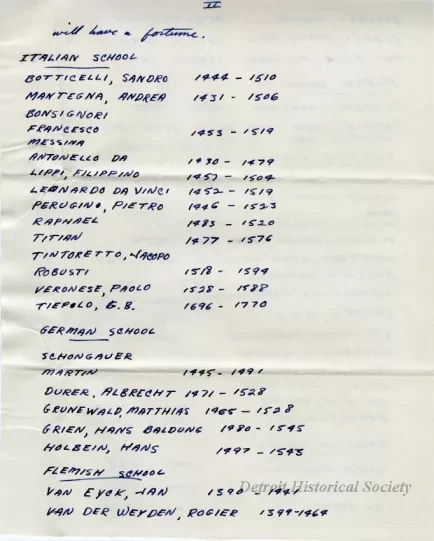 II
will have a fortune.
ITALIAN SCHOOL
BOTTICELLI, SANDRO 1444 - 1510
MANTEGNA, ANDREA 1431 - 1506
BONSIGNORI
FRANCESCO 1453 - 1519
MESSINA
ANTONELLO DA 1430 - 1479
LIPPI, FILIPPINO 1457 - 1504
LEONARDO DA VINCI 1452 - 1519
PERUGINO, PIETRO 1446 - 1523
RAPHAEL 1483 - 1520
TITIAN 1477 - 1576
TINTORETTO, JACOPO
ROBUSTI 1518 - 1594
VERONESE, PAOLO 1528 - 1588
TIEPOLO, G.B. 1696 - 1770
GERMAN SCHOOL
SCHONGAUER
MARTIN 1445 - 1491
DURER, ALBRECHT 1471 - 1528
GRUNEWALD, MATTHIAS 1465 - 1528
GRIEN, HANS BALDUNG 1480 - 1545
HOLBEIN, HANS 1497 - 1543
FLEMISH SCHOOL
VAN EYCK, JAN 1390 - 1441
Detroit Historical Society
VAN DER WEYDEN, ROGIER 1399-1464